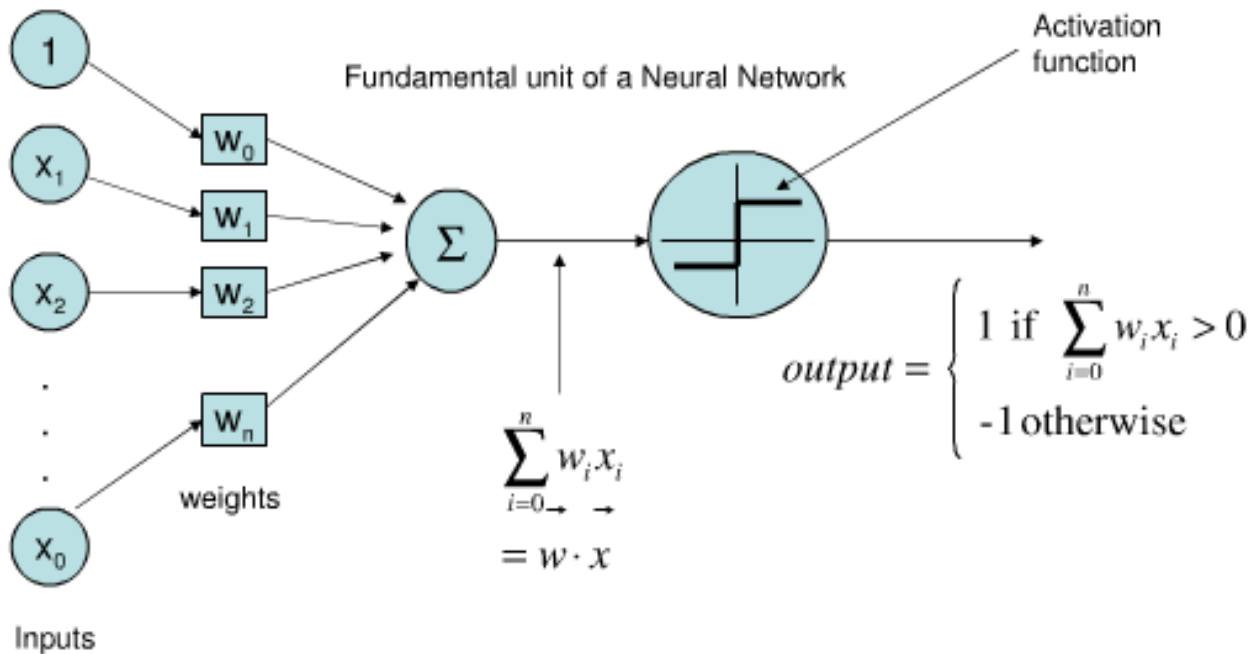 Activation
function
Fundamental unit of a Neural Network
1
w₀
x₁
w₁
Σ
x₂
w₂
.
.
.
wₙ
weights
x₀
Inputs
n
∑ wᵢxᵢ
i=0
= w⃗ · x⃗
output = { 1 if ∑ⁿᵢ₌₀ wᵢxᵢ > 0
-1 otherwise